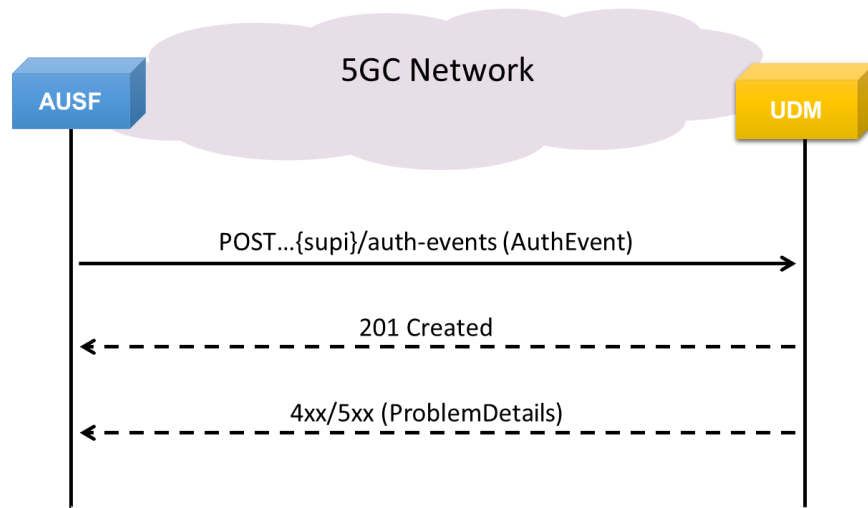 5GC Network
AUSF
UDM
POST...{supi}/auth-events (AuthEvent)
201 Created
4xx/5xx (ProblemDetails)